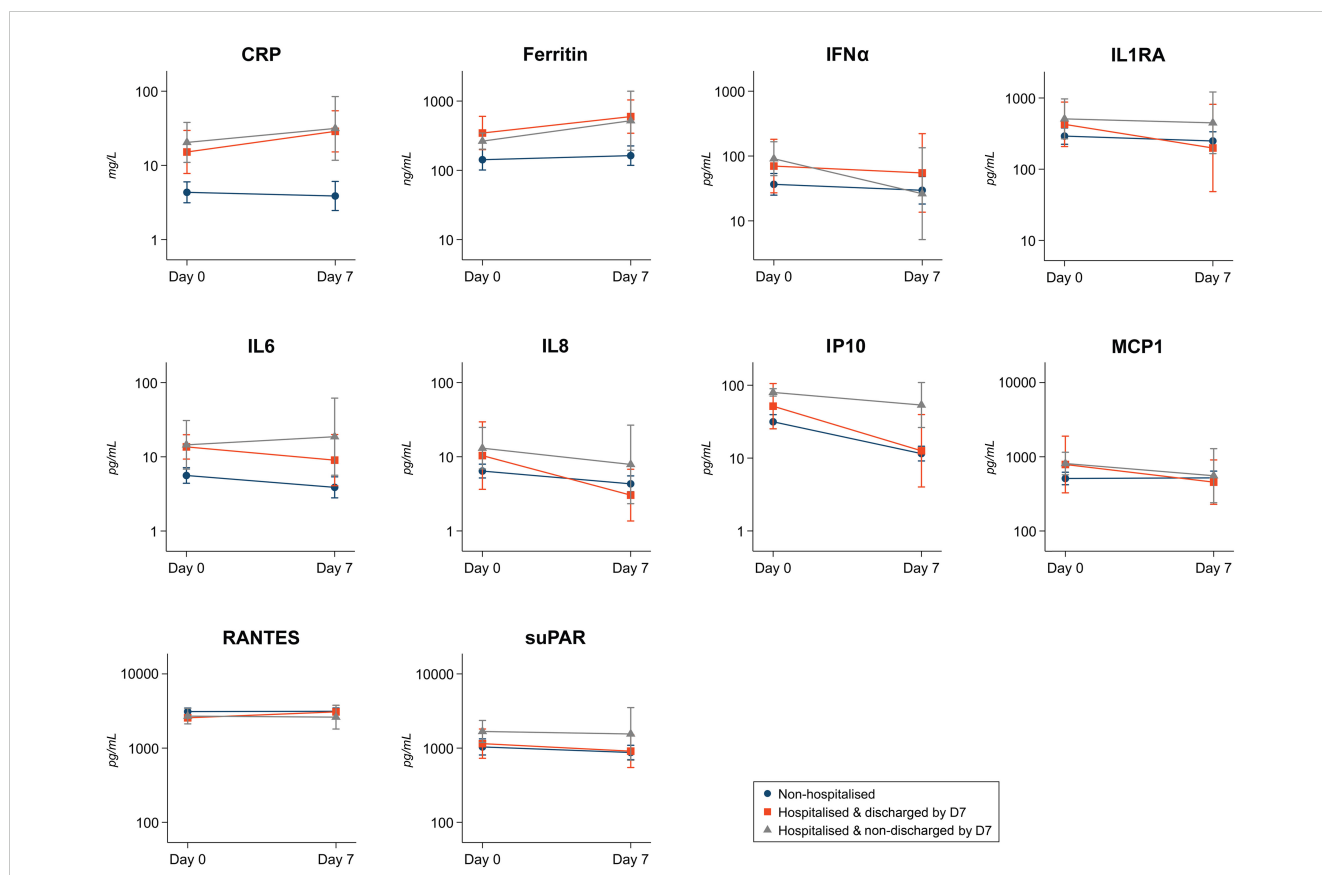 CRP
100
10
1
mg/L
Day 0
Day 7
Ferritin
1000
100
10
ng/mL
Day 0
Day 7
IFNα
1000
100
10
pg/mL
Day 0
Day 7
IL1RA
1000
100
10
pg/mL
Day 0
Day 7
IL6
100
10
1
pg/mL
Day 0
Day 7
IL8
100
10
1
pg/mL
Day 0
Day 7
IP10
100
10
1
pg/mL
Day 0
Day 7
MCP1
10000
1000
100
pg/mL
Day 0
Day 7
RANTES
10000
1000
100
pg/mL
Day 0
Day 7
suPAR
10000
1000
100
pg/mL
Day 0
Day 7
Non-hospitalised
Hospitalised & discharged by D7
Hospitalised & non-discharged by D7